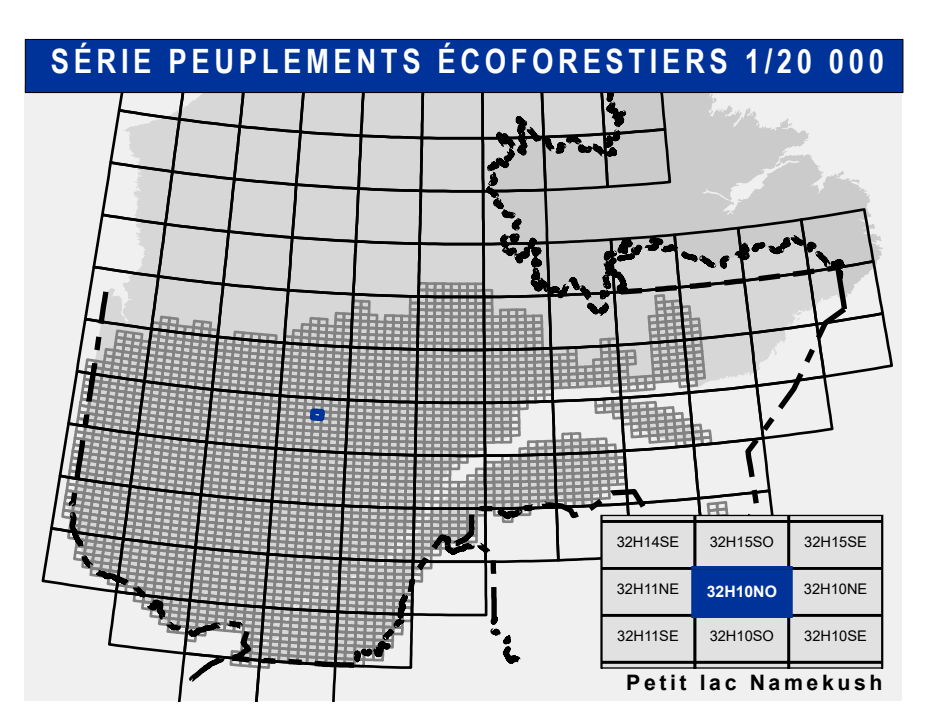 SÉRIE PEUPLEMENTS ÉCOFORESTIERS 1/20 000
32H14SE 32H15SO 32H15SE
32H11NE 32H10NO 32H10NE
32H11SE 32H10SO 32H10SE
Petit lac Namekush